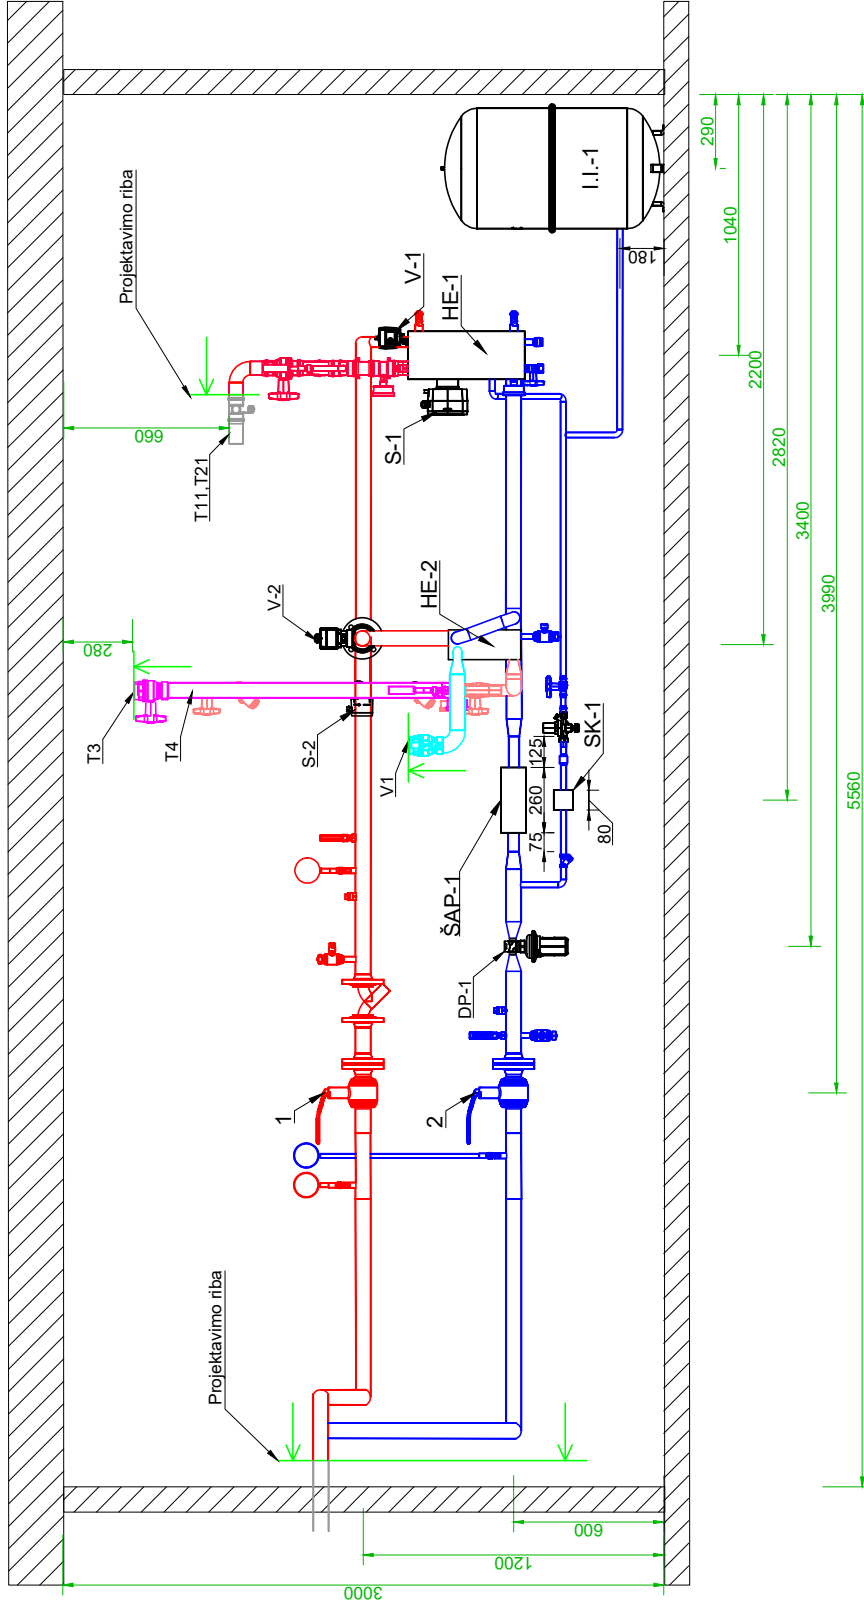 Projektavimo riba
T11,T21
660
V-1
HE-1
S-1
I.I.-1
180
290
1040
2200
2820
3400
3990
5560
V-2
HE-2
280
T3
T4
S-2
V1
SK-1
125
260
75
80
ŠAP-1
DP-1
1
2
Projektavimo riba
600
1200
3000